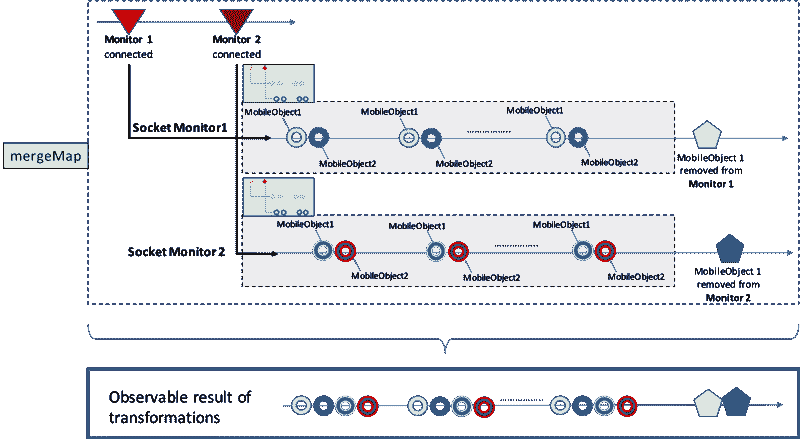 Monitor 1
connected
Monitor 2
connected
mergeMap
Socket Monitor1
MobileObject1
MobileObject1
MobileObject1
MobileObject2
MobileObject2
MobileObject2
MobileObject 1
removed from
Monitor 1
Socket Monitor 2
MobileObject1
MobileObject1
MobileObject1
MobileObject2
MobileObject2
MobileObject2
MobileObject 1
removed from
Monitor 2
Observable result of
transformations